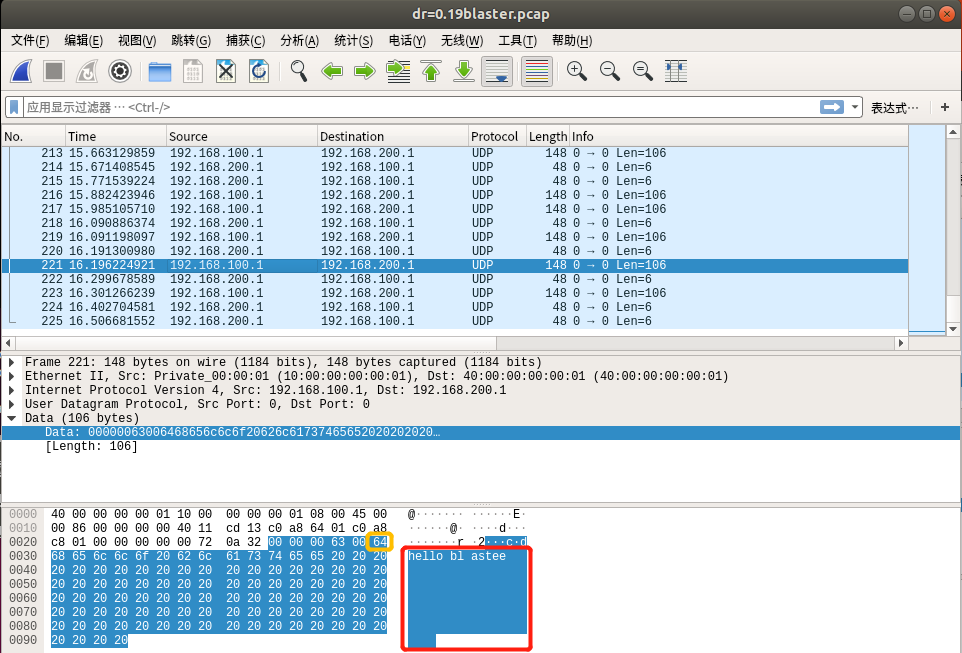 dr=0.19blaster.pcap
文件(F) 编辑(E) 视图(V) 跳转(G) 捕获(C) 分析(A) 统计(S) 电话(Y) 无线(W) 工具(T) 帮助(H)
应用显示过滤器 ··· <Ctrl-/> 表达式··· +
No. Time Source Destination Protocol Length Info
213 15.663129859 192.168.100.1 192.168.200.1 UDP 148 0 → 0 Len=106
214 15.671408545 192.168.200.1 192.168.100.1 UDP 48 0 → 0 Len=6
215 15.771539224 192.168.200.1 192.168.100.1 UDP 48 0 → 0 Len=6
216 15.882423946 192.168.100.1 192.168.200.1 UDP 148 0 → 0 Len=106
217 15.985105710 192.168.100.1 192.168.200.1 UDP 148 0 → 0 Len=106
218 16.090886374 192.168.200.1 192.168.100.1 UDP 48 0 → 0 Len=6
219 16.091198097 192.168.100.1 192.168.200.1 UDP 148 0 → 0 Len=106
220 16.191300980 192.168.200.1 192.168.100.1 UDP 48 0 → 0 Len=6
221 16.196224921 192.168.100.1 192.168.200.1 UDP 148 0 → 0 Len=106
222 16.299678589 192.168.200.1 192.168.100.1 UDP 48 0 → 0 Len=6
223 16.301266239 192.168.100.1 192.168.200.1 UDP 148 0 → 0 Len=106
224 16.402704581 192.168.200.1 192.168.100.1 UDP 48 0 → 0 Len=6
225 16.506681552 192.168.200.1 192.168.100.1 UDP 48 0 → 0 Len=6
Frame 221: 148 bytes on wire (1184 bits), 148 bytes captured (1184 bits)
Ethernet II, Src: Private_00:00:01 (10:00:00:00:00:01), Dst: 40:00:00:00:00:01 (40:00:00:00:00:01)
Internet Protocol Version 4, Src: 192.168.100.1, Dst: 192.168.200.1
User Datagram Protocol, Src Port: 0, Dst Port: 0
Data (106 bytes)
Data: 00000063006468656c6c6f20626c6173746565202020202020…
[Length: 106]
0000 40 00 00 00 00 01 10 00 00 00 00 01 08 00 45 00 @······· ······E·
0010 00 86 00 00 00 00 40 11 cd 13 c0 a8 64 01 c0 a8 ······@· ····d···
0020 c8 01 00 00 00 00 00 72 0a 32 00 00 00 63 00 64 ·······r ·2···c·d
0030 68 65 6c 6c 6f 20 62 6c 61 73 74 65 65 20 20 20 hello bl astee
0040 20 20 20 20 20 20 20 20 20 20 20 20 20 20 20 20
0050 20 20 20 20 20 20 20 20 20 20 20 20 20 20 20 20
0060 20 20 20 20 20 20 20 20 20 20 20 20 20 20 20 20
0070 20 20 20 20 20 20 20 20 20 20 20 20 20 20 20 20
0080 20 20 20 20 20 20 20 20 20 20 20 20 20 20 20 20
0090 20 20 20 20